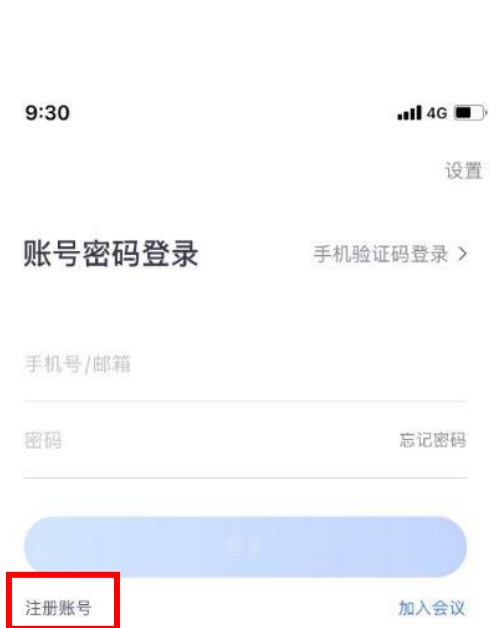 9:30 4G
设置
账号密码登录 手机验证码登录 >
手机号/邮箱
密码 忘记密码
登录
注册账号 加入会议